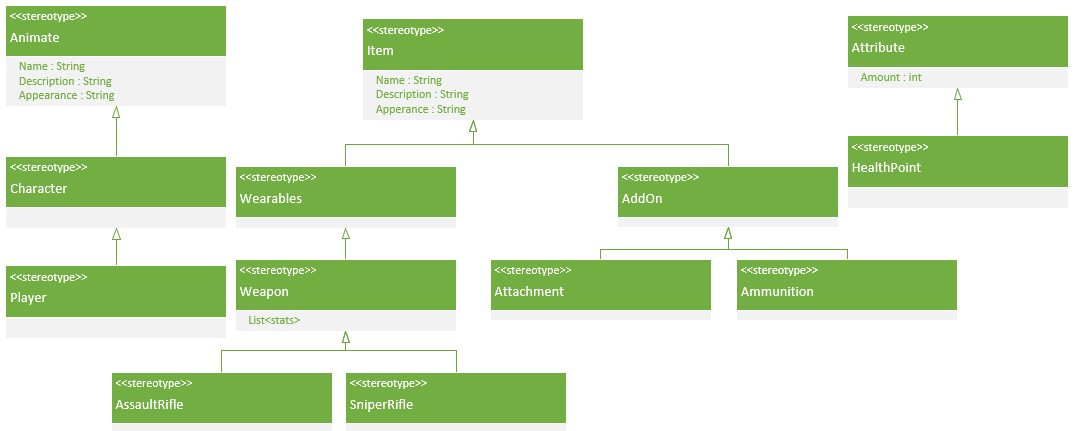 <<stereotype>>
Animate
Name : String
Description : String
Appearance : String
<<stereotype>>
Item
Name : String
Description : String
Apperance : String
<<stereotype>>
Attribute
Amount : int
<<stereotype>>
Character
<<stereotype>>
Wearables
<<stereotype>>
AddOn
<<stereotype>>
HealthPoint
<<stereotype>>
Player
<<stereotype>>
Weapon
List<stats>
<<stereotype>>
Attachment
<<stereotype>>
Ammunition
<<stereotype>>
AssaultRifle
<<stereotype>>
SniperRifle